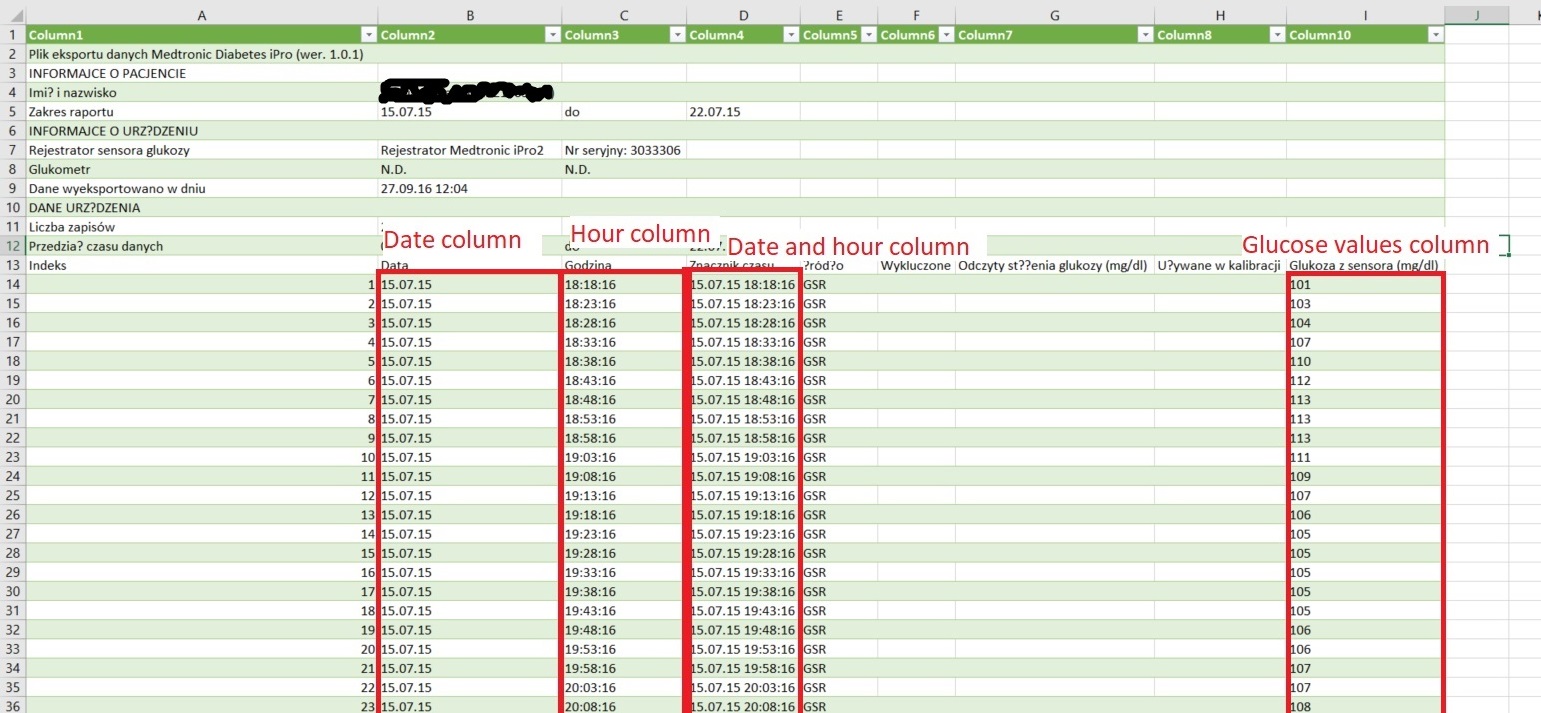 A B C D E F G H I J
1 Column1 Column2 Column3 Column4 Column5 Column6 Column7 Column8 Column10
2 Plik eksportu danych Medtronic Diabetes iPro (wer. 1.0.1)
3 INFORMAJCE O PACJENCIE
4 Imi? i nazwisko
5 Zakres raportu 15.07.15 do 22.07.15
6 INFORMAJCE O URZ?DZENIU
7 Rejestrator sensora glukozy Rejestrator Medtronic iPro2 Nr seryjny: 3033306
8 Glukometr N.D. N.D.
9 Dane wyeksportowano w dniu 27.09.16 12:04
10 DANE URZ?DZENIA
11 Liczba zapisów
Date column Hour column Date and hour column Glucose values column
12 Przedzia? czasu danych do 22.07.
13 Indeks Data Godzina Znacznik czasu ?ród?o Wykluczone Odczyty st??enia glukozy (mg/dl) U?ywane w kalibracji Glukoza z sensora (mg/dl)
14 1 15.07.15 18:18:16 15.07.15 18:18:16 GSR 101
15 2 15.07.15 18:23:16 15.07.15 18:23:16 GSR 103
16 3 15.07.15 18:28:16 15.07.15 18:28:16 GSR 104
17 4 15.07.15 18:33:16 15.07.15 18:33:16 GSR 107
18 5 15.07.15 18:38:16 15.07.15 18:38:16 GSR 110
19 6 15.07.15 18:43:16 15.07.15 18:43:16 GSR 112
20 7 15.07.15 18:48:16 15.07.15 18:48:16 GSR 113
21 8 15.07.15 18:53:16 15.07.15 18:53:16 GSR 113
22 9 15.07.15 18:58:16 15.07.15 18:58:16 GSR 113
23 10 15.07.15 19:03:16 15.07.15 19:03:16 GSR 111
24 11 15.07.15 19:08:16 15.07.15 19:08:16 GSR 109
25 12 15.07.15 19:13:16 15.07.15 19:13:16 GSR 107
26 13 15.07.15 19:18:16 15.07.15 19:18:16 GSR 106
27 14 15.07.15 19:23:16 15.07.15 19:23:16 GSR 105
28 15 15.07.15 19:28:16 15.07.15 19:28:16 GSR 105
29 16 15.07.15 19:33:16 15.07.15 19:33:16 GSR 105
30 17 15.07.15 19:38:16 15.07.15 19:38:16 GSR 105
31 18 15.07.15 19:43:16 15.07.15 19:43:16 GSR 105
32 19 15.07.15 19:48:16 15.07.15 19:48:16 GSR 106
33 20 15.07.15 19:53:16 15.07.15 19:53:16 GSR 106
34 21 15.07.15 19:58:16 15.07.15 19:58:16 GSR 107
35 22 15.07.15 20:03:16 15.07.15 20:03:16 GSR 107
36 23 15.07.15 20:08:16 15.07.15 20:08:16 GSR 108